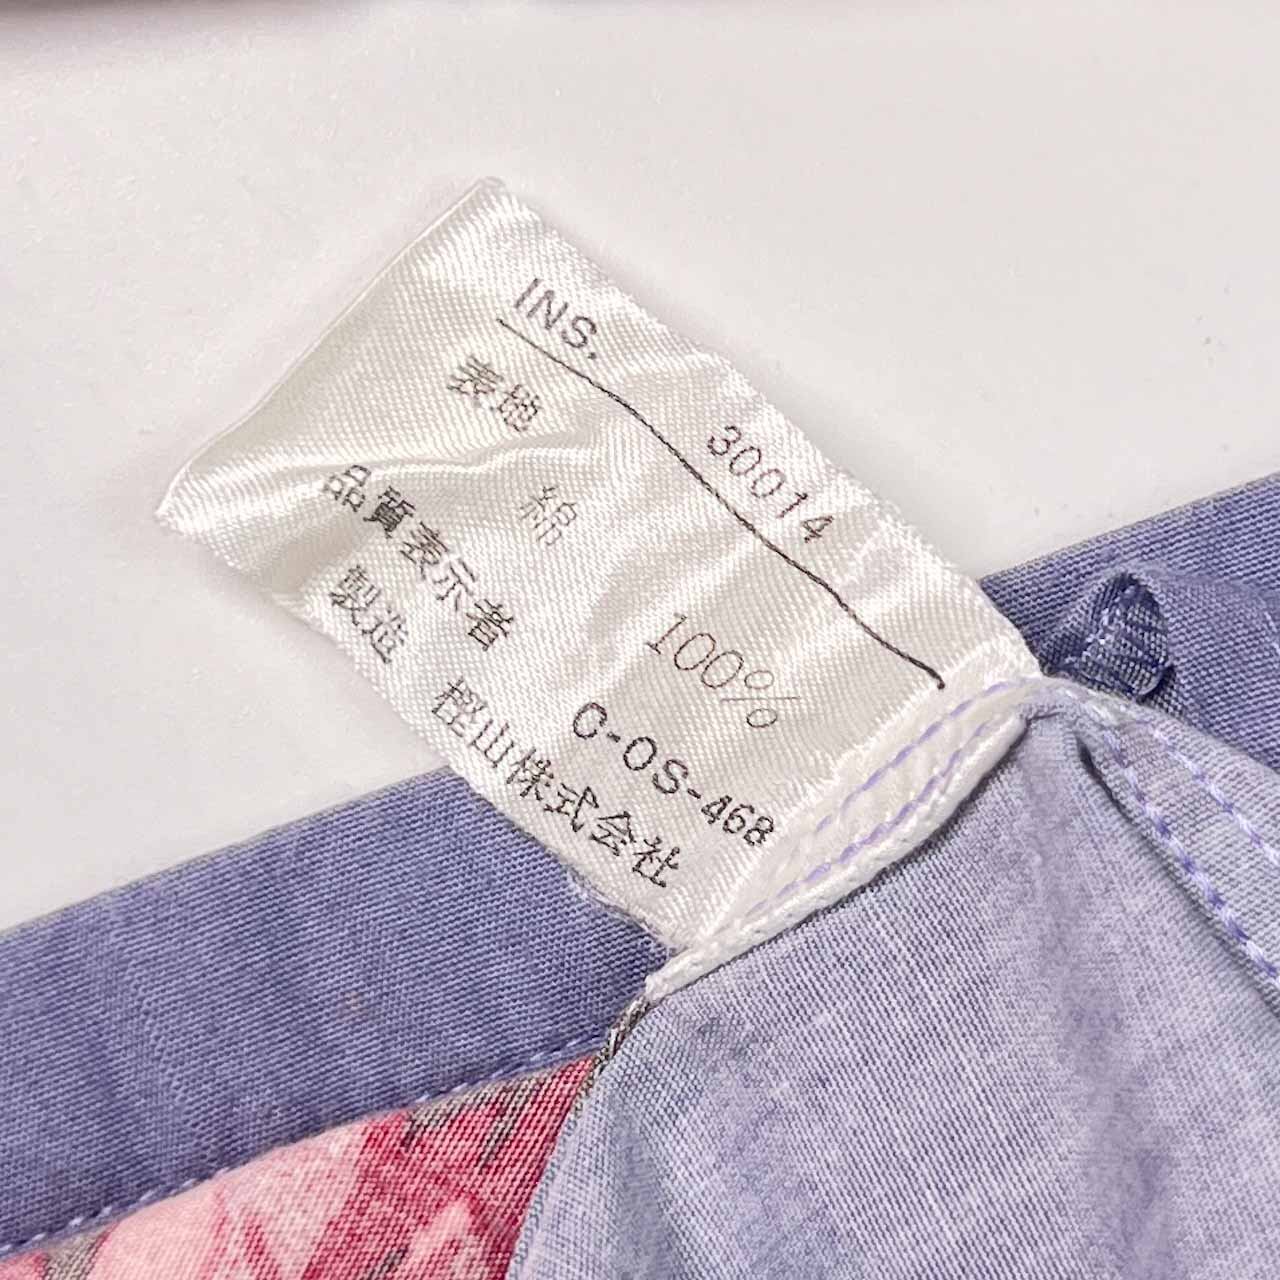 INS. 30014
表地
綿 100%
品質表示者 C-OS-468
製造 樫山株式会社